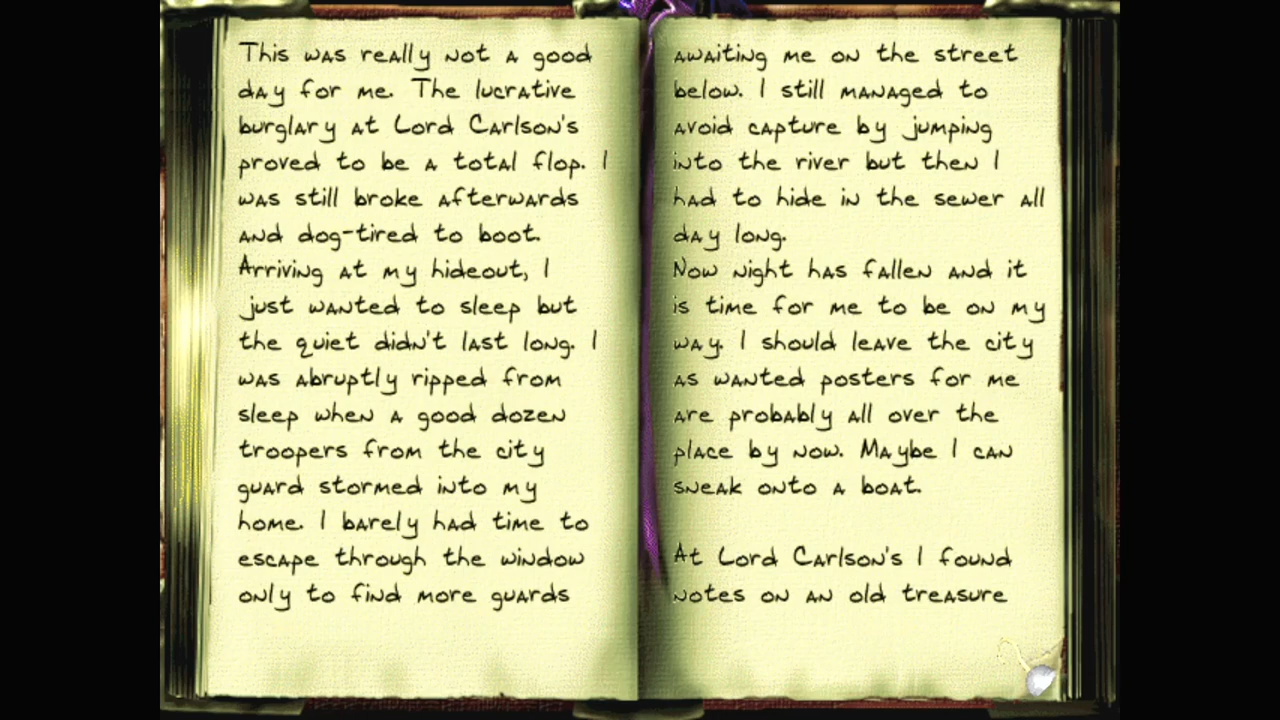 This was really not a good
day for me. The lucrative
burglary at Lord Carlson's
proved to be a total flop. I
was still broke afterwards
and dog-tired to boot.
Arriving at my hideout, I
just wanted to sleep but
the quiet didn't last long. I
was abruptly ripped from
sleep when a good dozen
troopers from the city
guard stormed into my
home. I barely had time to
escape through the window
only to find more guards
awaiting me on the street
below. I still managed to
avoid capture by jumping
into the river but then I
had to hide in the sewer all
day long.
Now night has fallen and it
is time for me to be on my
way. I should leave the city
as wanted posters for me
are probably all over the
place by now. Maybe I can
sneak onto a boat.
At Lord Carlson's I found
notes on an old treasure